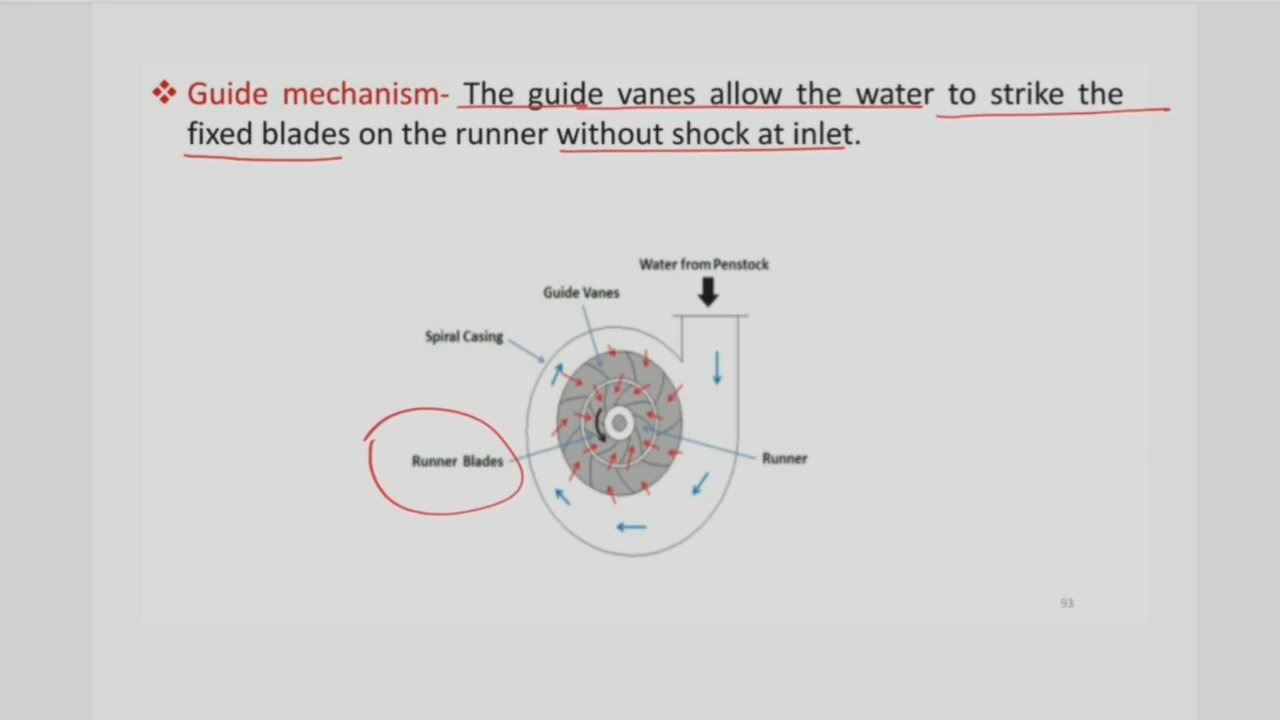 Guide mechanism- The guide vanes allow the water to strike the
fixed blades on the runner without shock at inlet.
Water from Penstock
Guide Vanes
Spiral Casing
Runner Blades
Runner
93